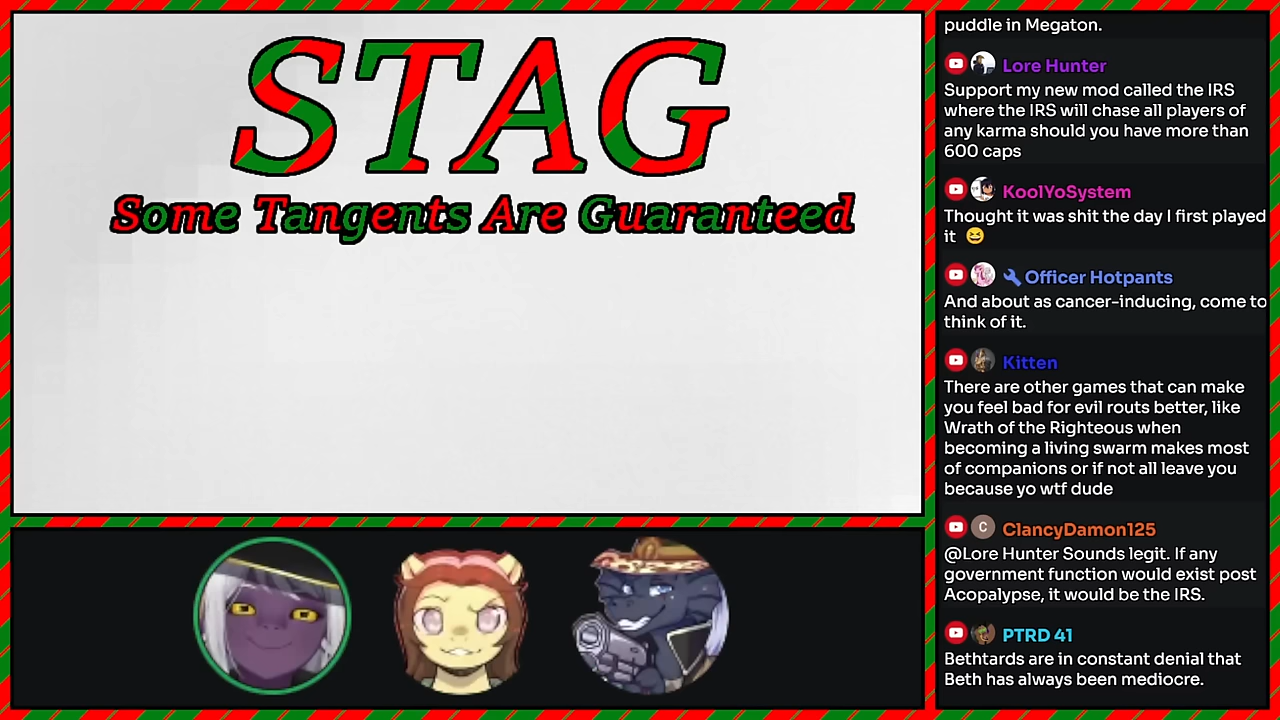 STAG
Some Tangents Are Guaranteed
puddle in Megaton.
Lore Hunter
Support my new mod called the IRS
where the IRS will chase all players of
any karma should you have more than
600 caps
KoolYoSystem
Thought it was shit the day I first played
it 😆
Officer Hotpants
And about as cancer-inducing, come to
think of it.
Kitten
There are other games that can make
you feel bad for evil routs better, like
Wrath of the Righteous when
becoming a living swarm makes most
of companions or if not all leave you
because yo wtf dude
C ClancyDamon125
@Lore Hunter Sounds legit. If any
government function would exist post
Acopalypse, it would be the IRS.
PTRD 41
Bethtards are in constant denial that
Beth has always been mediocre.